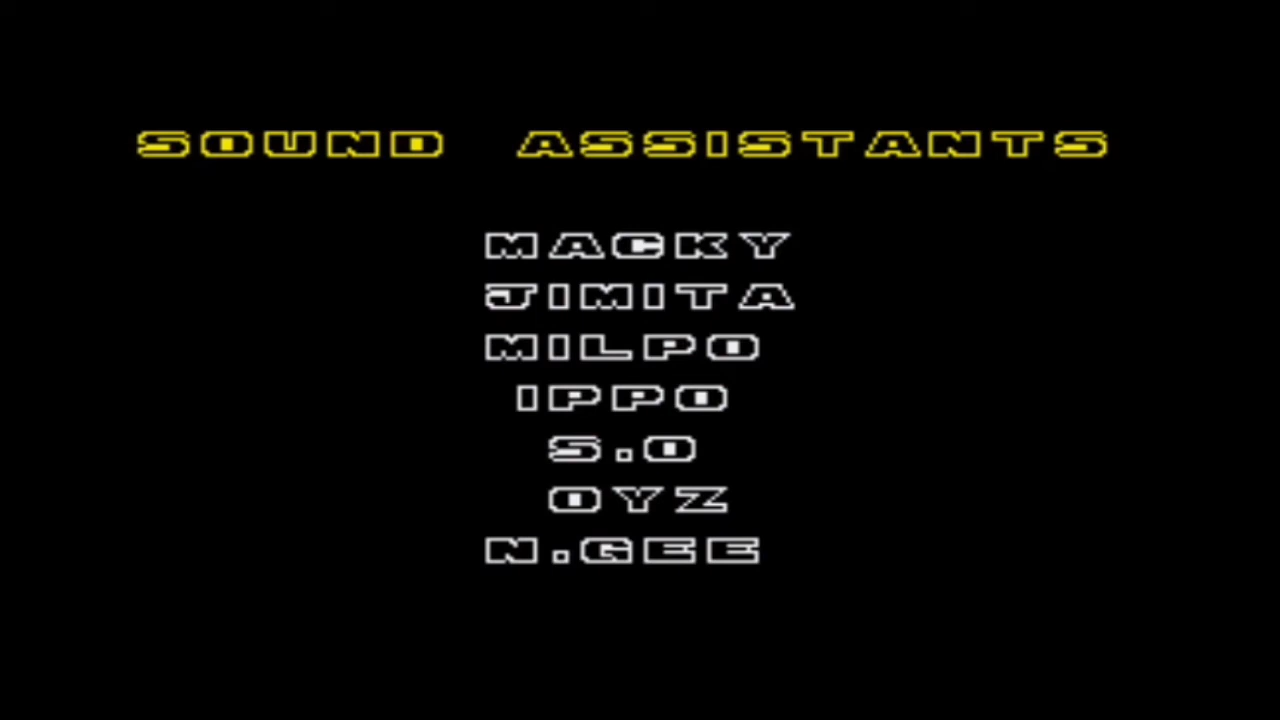 SOUND ASSISTANTS
MACKY
JIMITA
MILPO
IPPO
S.O
OYZ
N.GEE